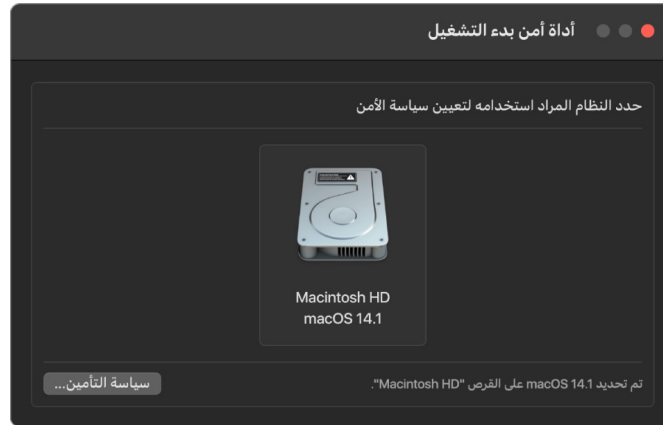 أداة أمن بدء التشغيل
حدد النظام المراد استخدامه لتعيين سياسة الأمن
Macintosh HD
macOS 14.1
تم تحديد macOS 14.1 على القرص "Macintosh HD".
سياسة التأمين...